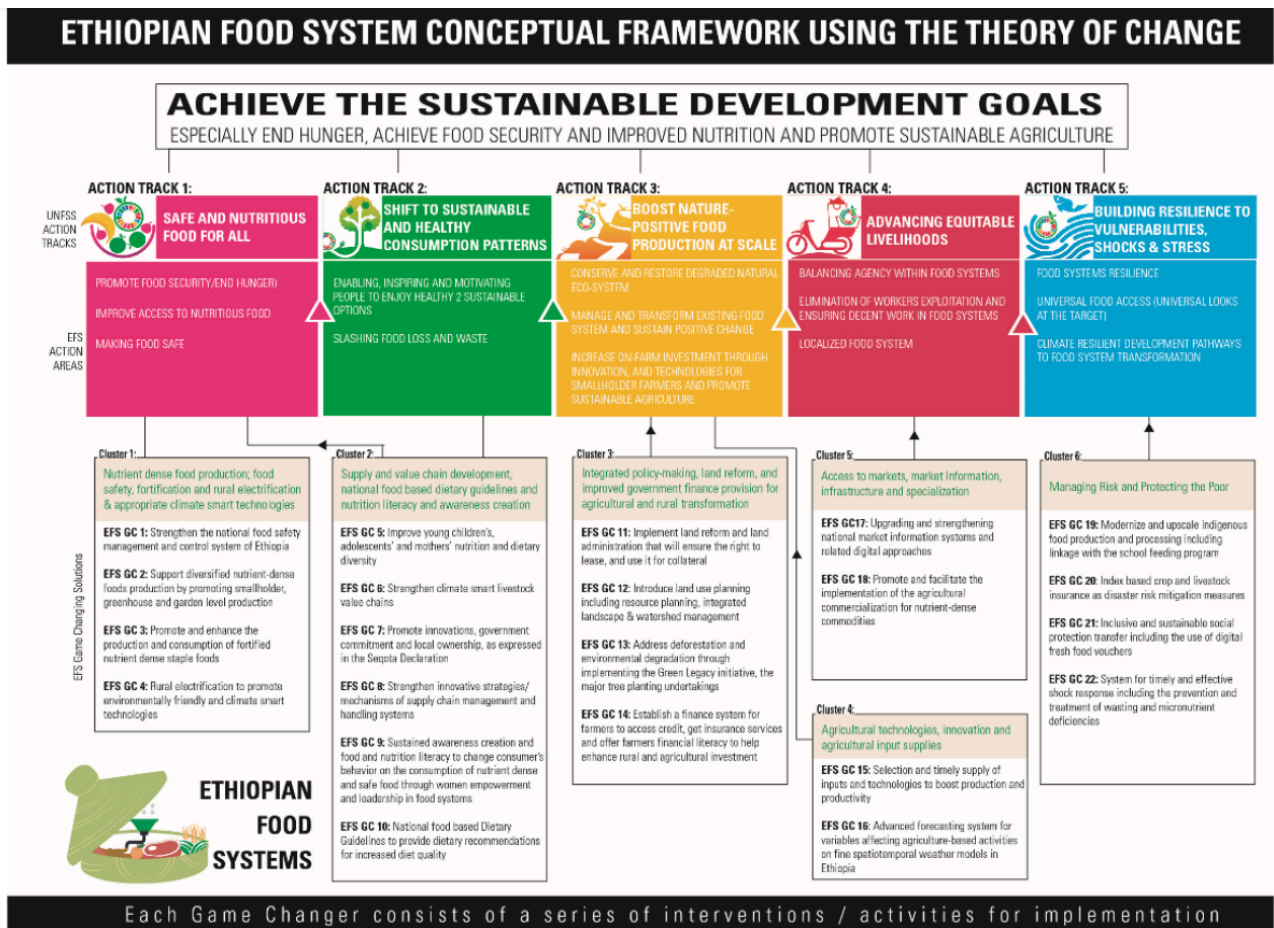 ETHIOPIAN FOOD SYSTEM CONCEPTUAL FRAMEWORK USING THE THEORY OF CHANGE
ACHIEVE THE SUSTAINABLE DEVELOPMENT GOALS
ESPECIALLY END HUNGER, ACHIEVE FOOD SECURITY AND IMPROVED NUTRITION AND PROMOTE SUSTAINABLE AGRICULTURE
UNFSS
ACTION
TRACKS
ACTION TRACK 1:
SAFE AND NUTRITIOUS
FOOD FOR ALL
ACTION TRACK 2:
SHIFT TO SUSTAINABLE
AND HEALTHY
CONSUMPTION PATTERNS
ACTION TRACK 3:
BOOST NATURE-
POSITIVE FOOD
PRODUCTION AT SCALE
ACTION TRACK 4:
ADVANCING EQUITABLE
LIVELIHOODS
ACTION TRACK 5:
BUILDING RESILIENCE TO
VULNERABILITIES,
SHOCKS & STRESS
EFS
ACTION
AREAS
PROMOTE FOOD SECURITY/END HUNGER)
IMPROVE ACCESS TO NUTRITIOUS FOOD
MAKING FOOD SAFE
ENABLING, INSPIRING AND MOTIVATING
PEOPLE TO ENJOY HEALTHY 2 SUSTAINABLE
OPTIONS
SLASHING FOOD LOSS AND WASTE
CONSERVE AND RESTORE DEGRADED NATURAL
ECO-SYSTEM
MANAGE AND TRANSFORM EXISTING FOOD
SYSTEM AND SUSTAIN POSITIVE CHANGE
INCREASE ON-FARM INVESTMENT THROUGH
INNOVATION, AND TECHNOLOGIES FOR
SMALLHOLDER FARMERS AND PROMOTE
SUSTAINABLE AGRICULTURE
BALANCING AGENCY WITHIN FOOD SYSTEMS
ELIMINATION OF WORKERS EXPLOITATION AND
ENSURING DECENT WORK IN FOOD SYSTEMS
LOCALIZED FOOD SYSTEM
FOOD SYSTEMS RESILIENCE
UNIVERSAL FOOD ACCESS (UNIVERSAL LOOKS
AT THE TARGET)
CLIMATE RESILIENT DEVELOPMENT PATHWAYS
TO FOOD SYSTEM TRANSFORMATION
EFS Game Changing Solutions
Cluster 1:
Nutrient dense food production; food
safety, fortification and rural electrification
& appropriate climate smart technologies
EFS GC 1: Strengthen the national food safety
management and control system of Ethiopia
EFS GC 2: Support diversified nutrient-dense
foods production by promoting smallholder,
greenhouse and garden level production
EFS GC 3: Promote and enhance the
production and consumption of fortified
nutrient dense staple foods
EFS GC 4: Rural electrification to promote
environmentally friendly and climate smart
technologies
Cluster 2:
Supply and value chain development,
national food based dietary guidelines and
nutrition literacy and awareness creation
EFS GC 5: Improve young children's,
adolescents' and mothers' nutrition and dietary
diversity
EFS GC 6: Strengthen climate smart livestock
value chains
EFS GC 7: Promote innovations, government
commitment and local ownership, as expressed
in the Seqota Declaration
EFS GC 8: Strengthen innovative strategies/
mechanisms of supply chain management and
handling systems
EFS GC 9: Sustained awareness creation and
food and nutrition literacy to change consumer's
behavior on the consumption of nutrient dense
and safe food through women empowerment
and leadership in food systems
EFS GC 10: National food based Dietary
Guidelines to provide dietary recommendations
for increased diet quality
Cluster 3:
Integrated policy-making, land reform, and
improved government finance provision for
agricultural and rural transformation
EFS GC 11: Implement land reform and land
administration that will ensure the right to
lease, and use it for collateral
EFS GC 12: Introduce land use planning
including resource planning, integrated
landscape & watershed management
EFS GC 13: Address deforestation and
environmental degradation through
implementing the Green Legacy initiative, the
major tree planting undertakings
EFS GC 14: Establish a finance system for
farmers to access credit, get insurance services
and offer farmers financial literacy to help
enhance rural and agricultural investment
Cluster 5:
Access to markets, market information,
infrastructure and specialization
EFS GC17: Upgrading and strengthening
national market information systems and
related digital approaches
EFS GC 18: Promote and facilitate the
implementation of the agricultural
commercialization for nutrient-dense
commodities
Cluster 4:
Agricultural technologies, innovation and
agricultural input supplies
EFS GC 15: Selection and timely supply of
inputs and technologies to boost production and
productivity
EFS GC 16: Advanced forecasting system for
variables affecting agriculture-based activities
on fine spatiotemporal weather models in
Ethiopia
Cluster 6:
Managing Risk and Protecting the Poor
EFS GC 19: Modernize and upscale indigenous
food production and processing including
linkage with the school feeding program
EFS GC 20: Index based crop and livestock
insurance as disaster risk mitigation measures
EFS GC 21: Inclusive and sustainable social
protection transfer including the use of digital
fresh food vouchers
EFS GC 22: System for timely and effective
shock response including the prevention and
treatment of wasting and micronutrient
deficiencies
ETHIOPIAN
FOOD
SYSTEMS
Each Game Changer consists of a series of interventions / activities for implementation